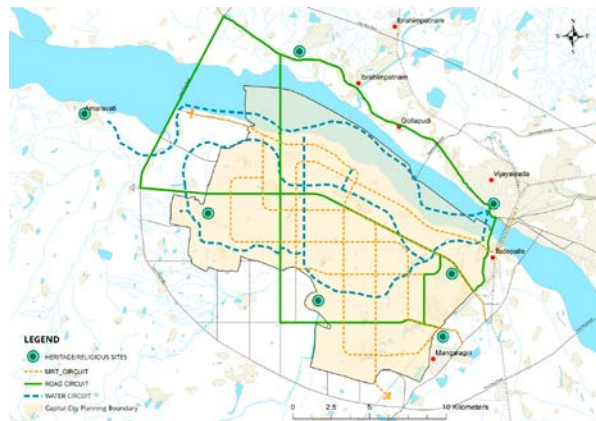 Ibrahimpatnam
N
W
E
S
Ibrahimpatnam
Amaravati
Gollapudi
Vijayawada
Tadepalle
Mangalagiri
LEGEND
HERITAGE/RELIGIOUS SITES
MRT_CIRCUIT
ROAD CIRCUIT
WATER CIRCUIT
Capital City Planning Boundary
0 2.5 5 10 Kilometers